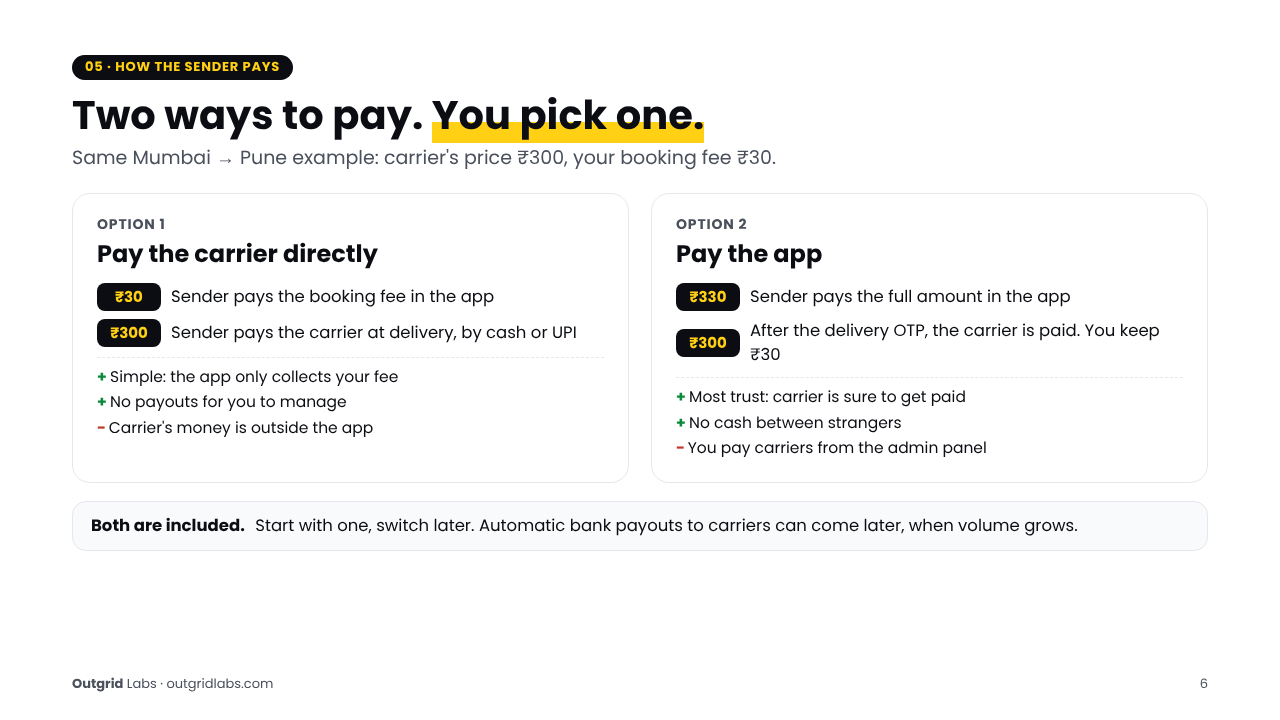 05 · HOW THE SENDER PAYS
Two ways to pay. You pick one.
Same Mumbai → Pune example: carrier's price ₹300, your booking fee ₹30.
OPTION 1
Pay the carrier directly
₹30 Sender pays the booking fee in the app
₹300 Sender pays the carrier at delivery, by cash or UPI
+ Simple: the app only collects your fee
+ No payouts for you to manage
– Carrier's money is outside the app
OPTION 2
Pay the app
₹330 Sender pays the full amount in the app
₹300 After the delivery OTP, the carrier is paid. You keep
₹30
+ Most trust: carrier is sure to get paid
+ No cash between strangers
– You pay carriers from the admin panel
Both are included. Start with one, switch later. Automatic bank payouts to carriers can come later, when volume grows.
Outgrid Labs · outgridlabs.com
6